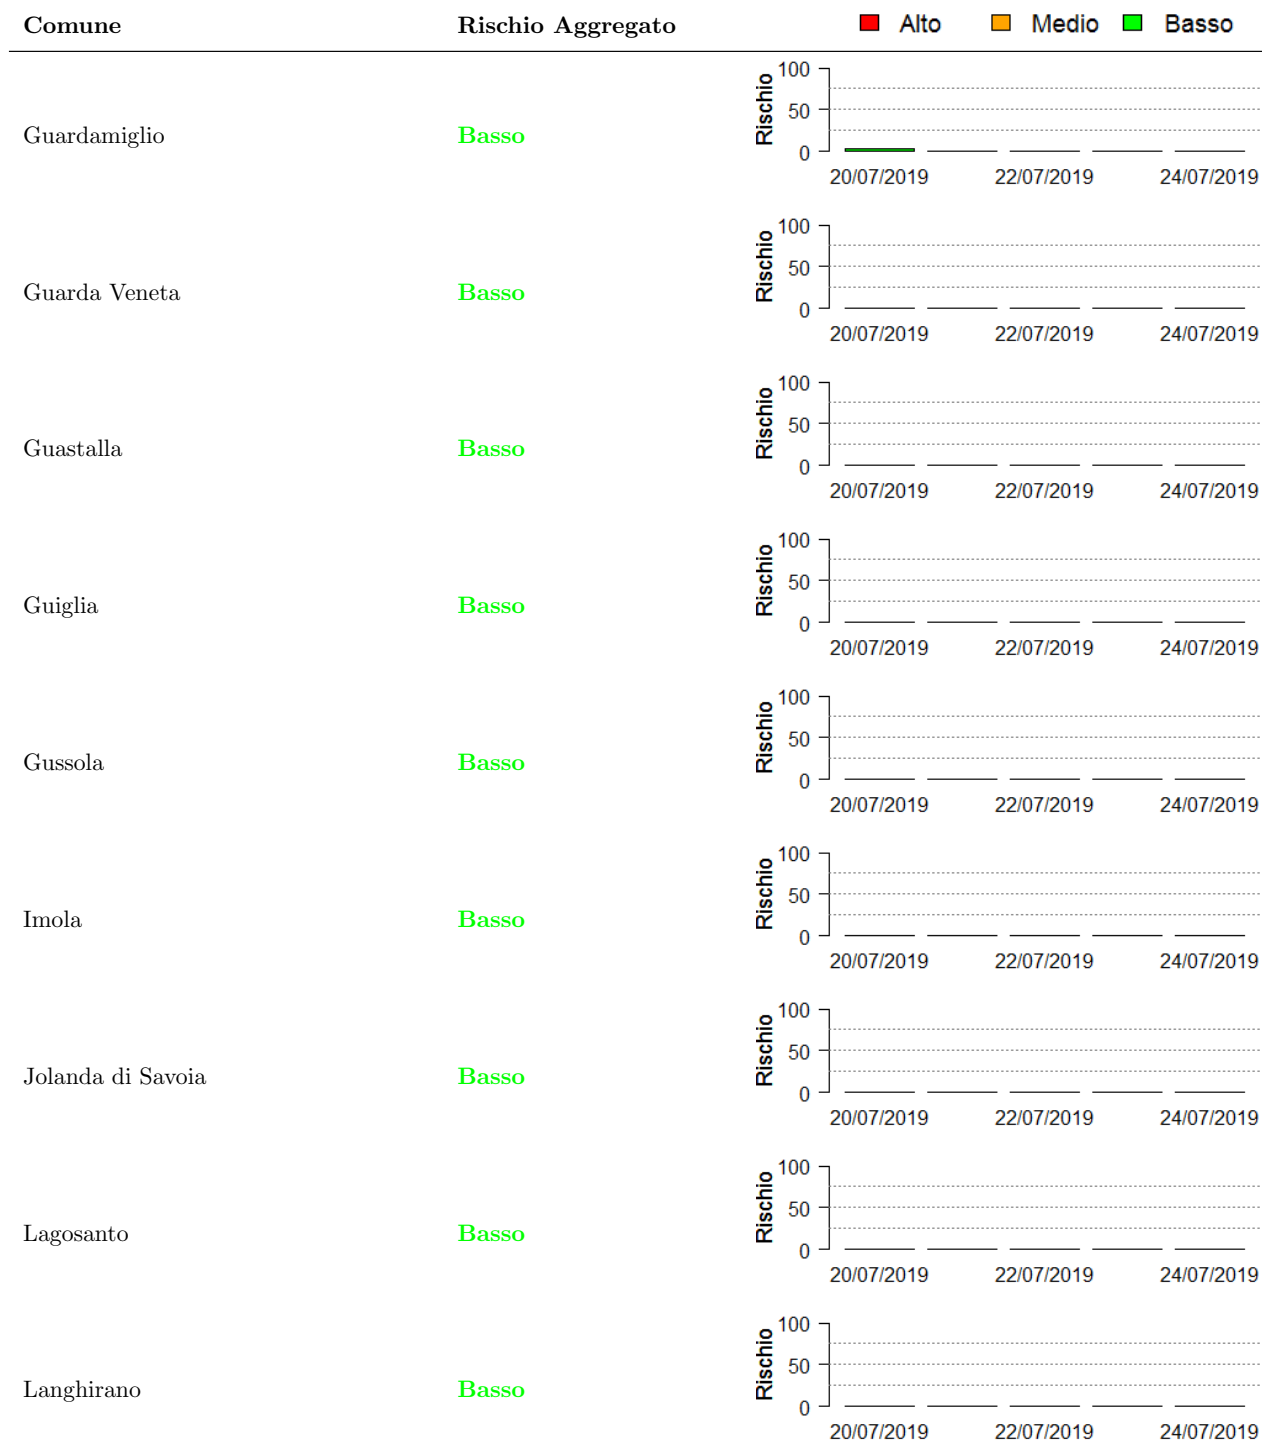 Comune Rischio Aggregato Alto Medio Basso
Guardamiglio Basso Rischio 100 50 0
20/07/2019 22/07/2019 24/07/2019
Guarda Veneta Basso Rischio 100 50 0
20/07/2019 22/07/2019 24/07/2019
Guastalla Basso Rischio 100 50 0
20/07/2019 22/07/2019 24/07/2019
Guiglia Basso Rischio 100 50 0
20/07/2019 22/07/2019 24/07/2019
Gussola Basso Rischio 100 50 0
20/07/2019 22/07/2019 24/07/2019
Imola Basso Rischio 100 50 0
20/07/2019 22/07/2019 24/07/2019
Jolanda di Savoia Basso Rischio 100 50 0
20/07/2019 22/07/2019 24/07/2019
Lagosanto Basso Rischio 100 50 0
20/07/2019 22/07/2019 24/07/2019
Langhirano Basso Rischio 100 50 0
20/07/2019 22/07/2019 24/07/2019